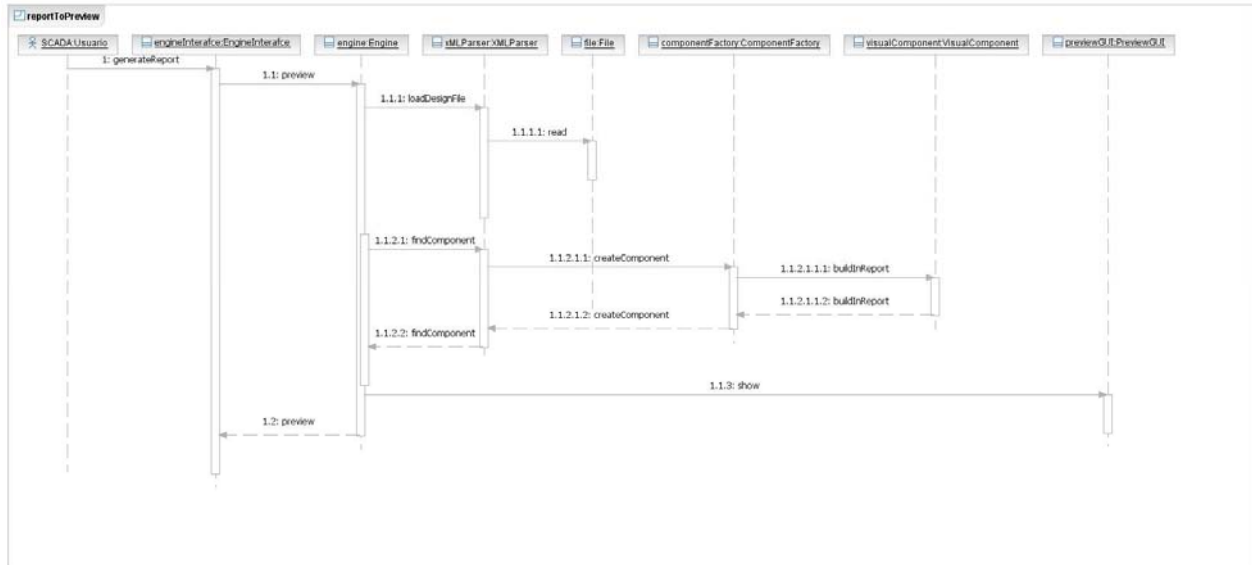 reportToPreview
SCADA:Usuario
engineInterafce:EngineInterafce
engine:Engine
xMLParser:XMLParser
file:File
componentFactory:ComponentFactory
visualComponent:VisualComponent
previewGUI:PreviewGUI
1: generateReport
1.1: preview
1.1.1: loadDesignFile
1.1.1.1: read
1.1.2.1: findComponent
1.1.2.1.1: createComponent
1.1.2.1.1.1: buildInReport
1.1.2.1.1.2: buildInReport
1.1.2.1.2: createComponent
1.1.2.2: findComponent
1.1.3: show
1.2: preview